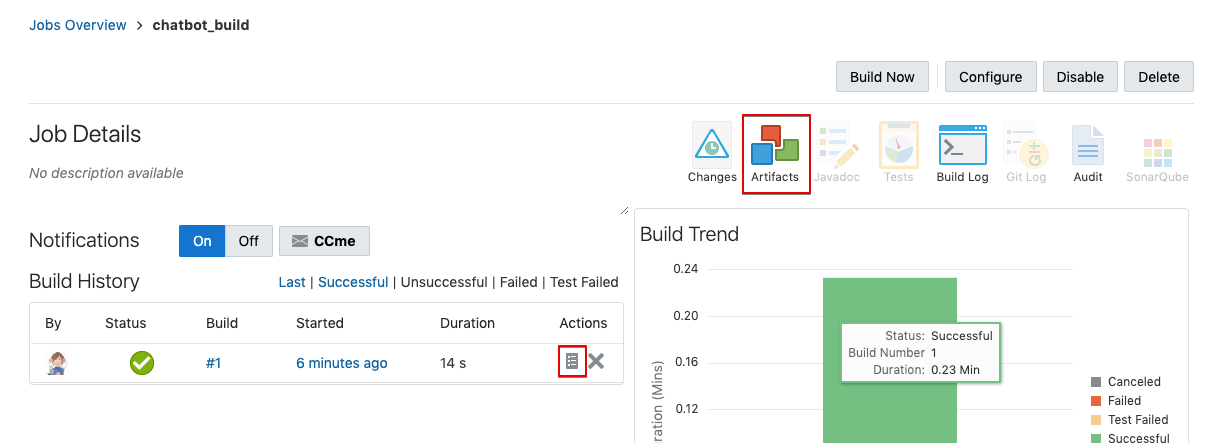 Jobs Overview > chatbot_build
Build Now Configure Disable Delete
Job Details
No description available
Changes Artifacts Javadoc Tests Build Log Git Log Audit SonarQube
Notifications On Off CCme
Build History Last | Successful | Unsuccessful | Failed | Test Failed
By Status Build Started Duration Actions
#1 6 minutes ago 14 s
Build Trend
0.24
0.20
0.16
0.12
Duration (Mins)
Status: Successful
Build Number 1
Duration: 0.23 Min
Canceled
Failed
Test Failed
Successful